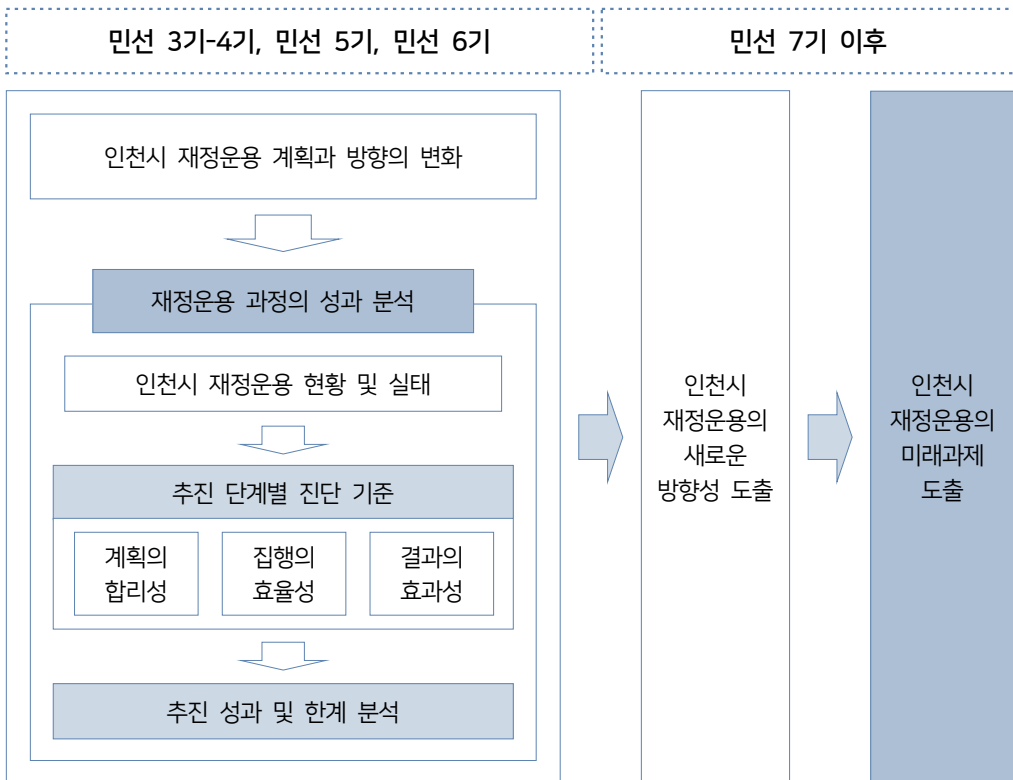 민선 3기-4기, 민선 5기, 민선 6기
민선 7기 이후
인천시 재정운용 계획과 방향의 변화
재정운용 과정의 성과 분석
인천시 재정운용 현황 및 실태
추진 단계별 진단 기준
계획의
합리성
집행의
효율성
결과의
효과성
추진 성과 및 한계 분석
인천시
재정운용의
새로운
방향성 도출
인천시
재정운용의
미래과제
도출